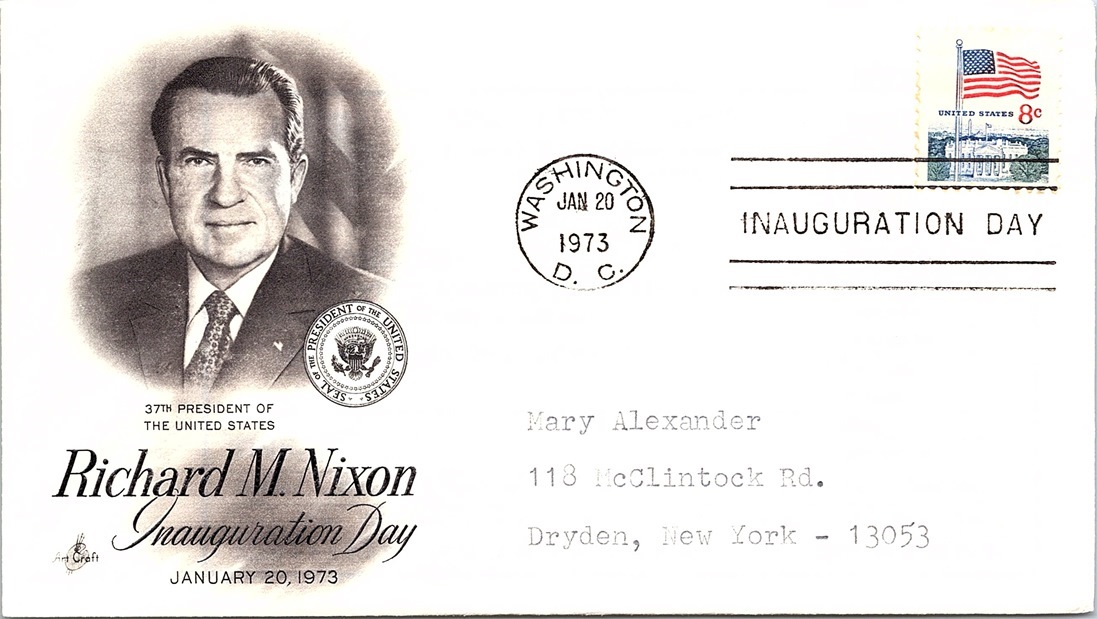 UNITED STATES 8c
WASHINGTON
JAN 20
1973
D. C.
INAUGURATION DAY
SEAL OF THE PRESIDENT OF THE UNITED STATES
37TH PRESIDENT OF
THE UNITED STATES
Richard M. Nixon
Inauguration Day
JANUARY 20, 1973
Art Craft
Mary Alexander
118 McClintock Rd.
Dryden, New York - 13053